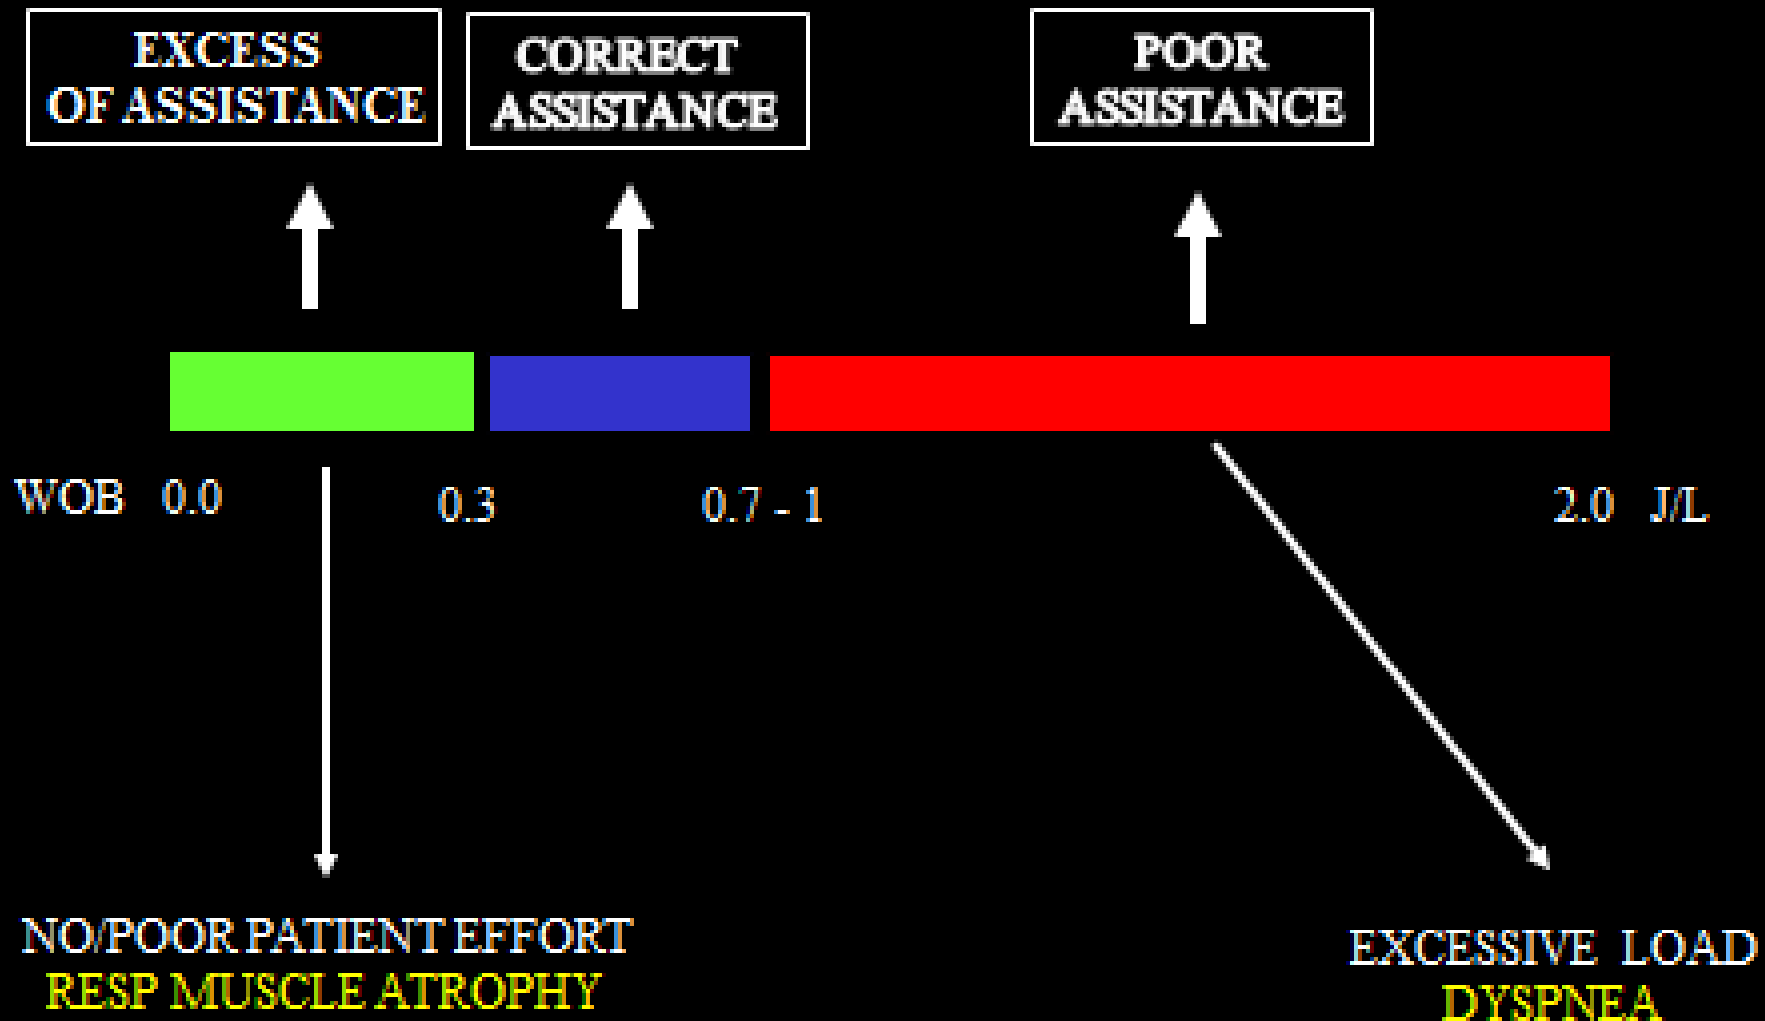 EXCESS
OF ASSISTANCE
CORRECT
ASSISTANCE
POOR
ASSISTANCE
WOB 0.0 0.3 0.7 - 1 2.0 J/L
NO/POOR PATIENT EFFORT
RESP MUSCLE ATROPHY
EXCESSIVE LOAD
DYSPNEA